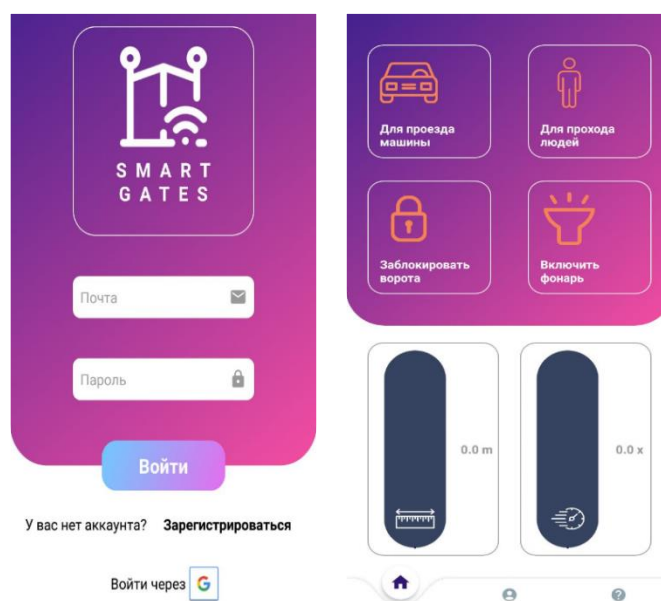 SMART
GATES
Почта
Пароль
Войти
У вас нет аккаунта? Зарегистрироваться
Войти через G
Для проезда
машины
Для прохода
людей
Заблокировать
ворота
Включить
фонарь
0.0 m
0.0 x
?